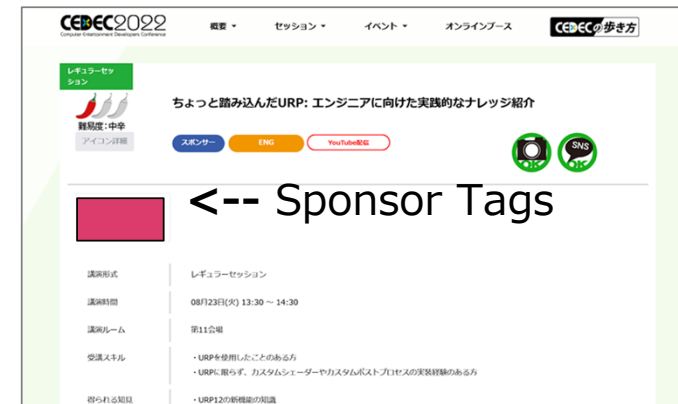 CEDEC2022
Computer Entertainment Developers Conference
概要
セッション
イベント
オンラインブース
CEDECの歩き方
レギュラーセッ
ション
難易度:中辛
アイコン詳細
ちょっと踏み込んだURP: エンジニアに向けた実践的なナレッジ紹介
スポンサー
ENG
YouTube配信
OK
SNS
OK
<-- Sponsor Tags
講演形式
レギュラーセッション
講演時間
08月23日(火) 13:30 ~ 14:30
講演ルーム
第11会場
受講スキル
・URPを使用したことのある方
・URPに限らず、カスタムシェーダーやカスタムポストプロセスの実装経験のある方
得られる知見
・URP12の新機能の知識